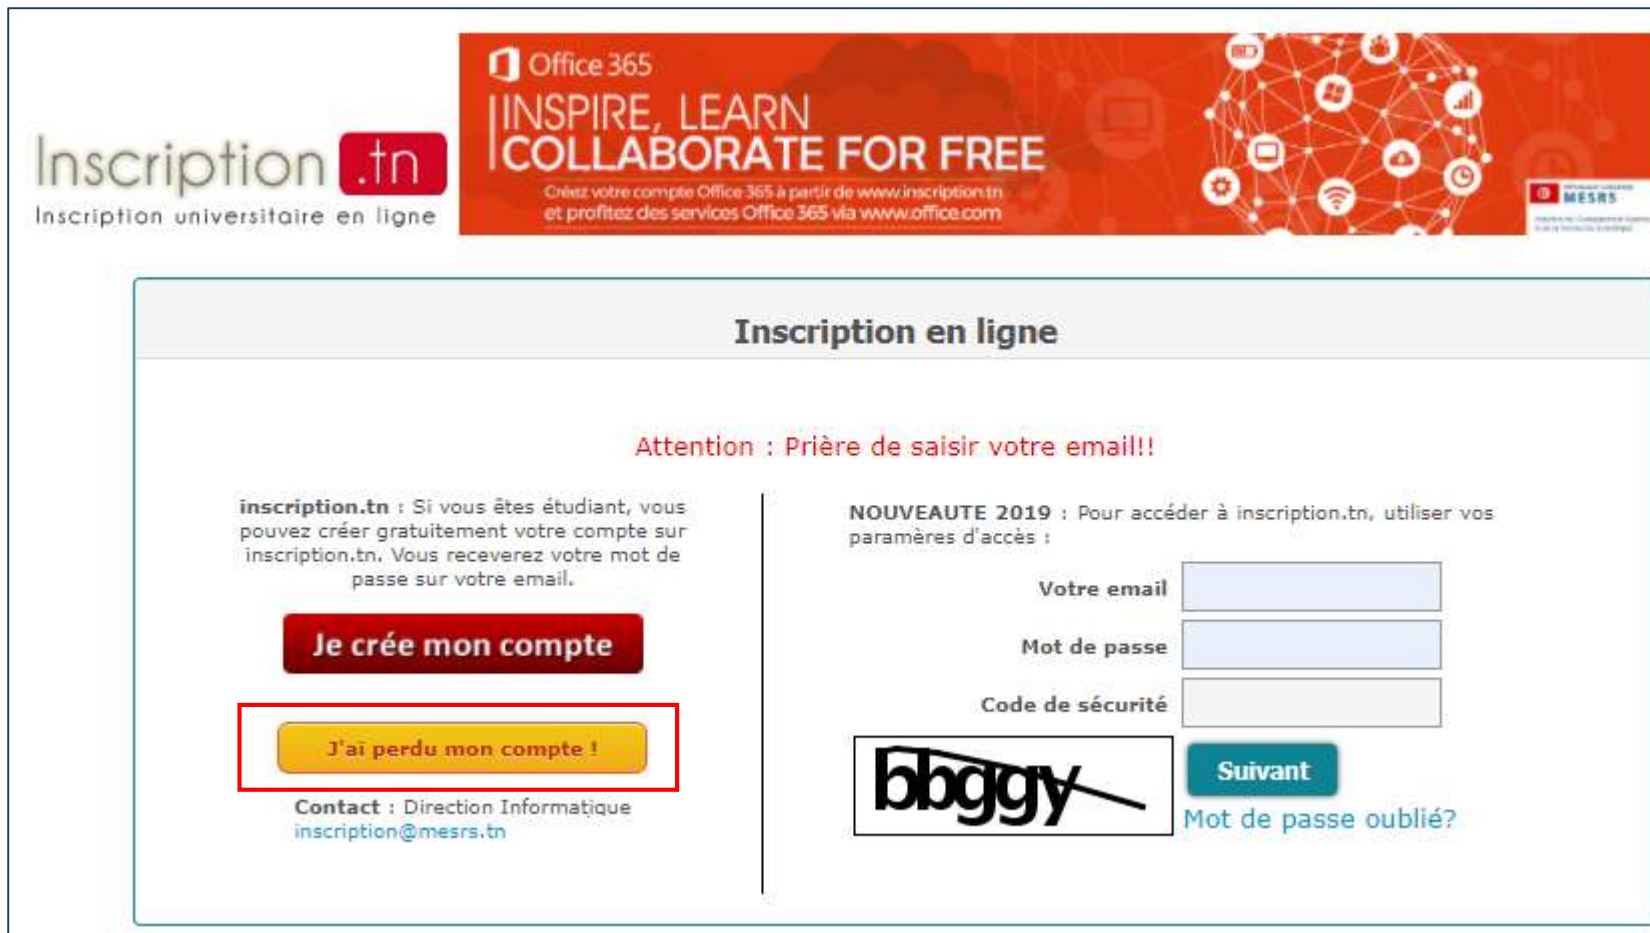 Inscription .tn
Inscription universitaire en ligne
Office 365
INSPIRE, LEARN
COLLABORATE FOR FREE
Créez votre compte Office 365 à partir de www.inscription.tn
et profitez des services Office 365 via www.office.com
MESRS
Inscription en ligne
Attention : Prière de saisir votre email!!
inscription.tn : Si vous êtes étudiant, vous
pouvez créer gratuitement votre compte sur
inscription.tn. Vous receverez votre mot de
passe sur votre email.
Je crée mon compte
J'ai perdu mon compte !
Contact : Direction Informatique
inscription@mesrs.tn
NOUVEAUTE 2019 : Pour accéder à inscription.tn, utiliser vos
paramères d'accès :
Votre email
Mot de passe
Code de sécurité
bbggy
Suivant
Mot de passe oublié?